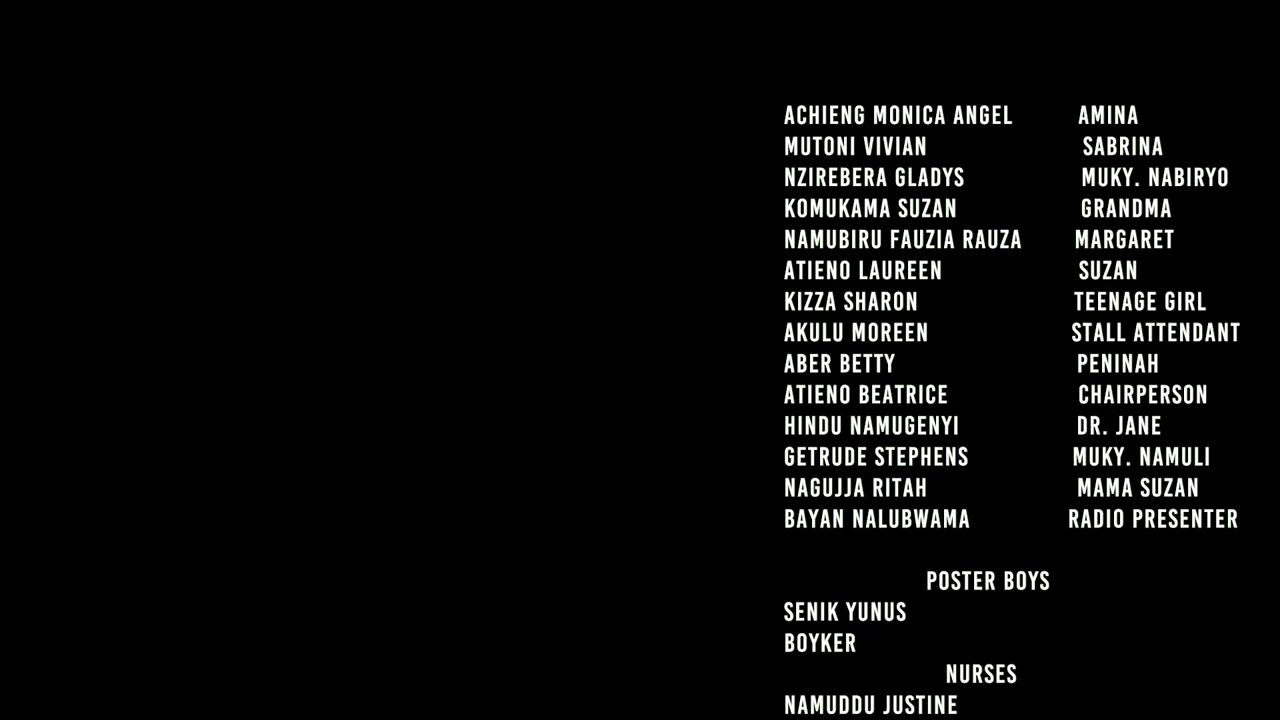 ACHIENG MONICA ANGEL AMINA
MUTONI VIVIAN SABRINA
NZIREBERA GLADYS MUKY. NABIRYO
KOMUKAMA SUZAN GRANDMA
NAMUBIRU FAUZIA RAUZA MARGARET
ATIENO LAUREEN SUZAN
KIZZA SHARON TEENAGE GIRL
AKULU MOREEN STALL ATTENDANT
ABER BETTY PENINAH
ATIENO BEATRICE CHAIRPERSON
HINDU NAMUGENYI DR. JANE
GETRUDE STEPHENS MUKY. NAMULI
NAGUJJA RITAH MAMA SUZAN
BAYAN NALUBWAMA RADIO PRESENTER
POSTER BOYS
SENIK YUNUS
BOYKER
NURSES
NAMUDDU JUSTINE